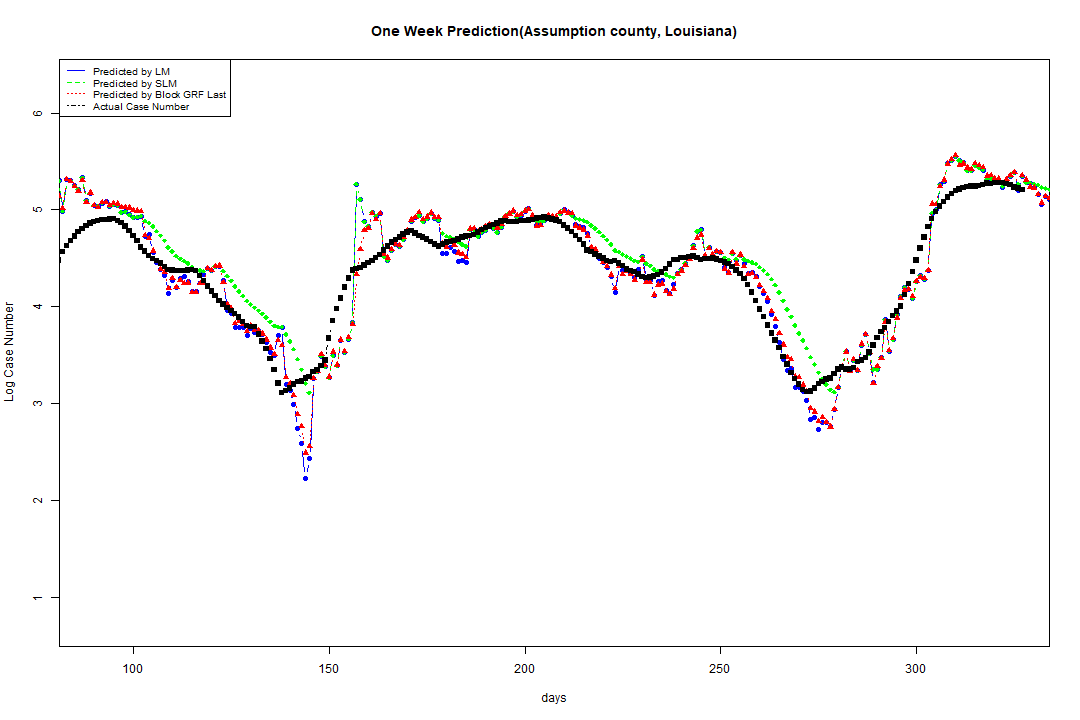 One Week Prediction(Assumption county, Louisiana)
Predicted by LM
Predicted by SLM
Predicted by Block GRF Last
Actual Case Number
Log Case Number
6
5
4
3
2
1
100 150 200 250 300
days